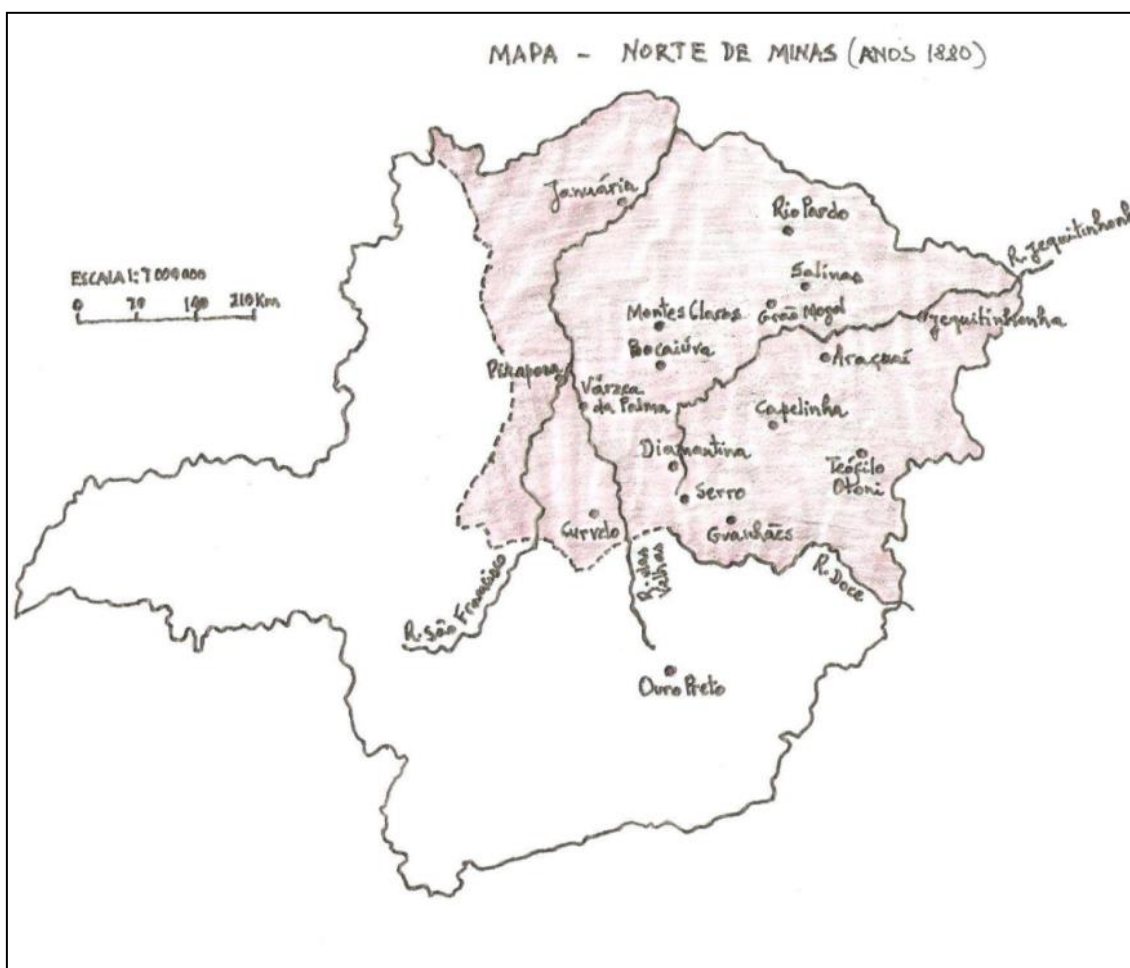 MAPA - NORTE DE MINAS (ANOS 1880)
Januária
Rio Pardo
R. Jequitinhonh
ESCALA 1: 7 000 000
0 70 140 210 Km
Salinas
Grão Mogol
Montes Claros
Jequitinhonha
Bocaiúva
Araçuaí
Pirapora
Várzea
da Palma
Capelinha
Diamantina
Teófilo
Otoni
Serro
Curvelo
Guanhães
R. das
Velhas
R. Doce
R. São Francisco
Ouro Preto